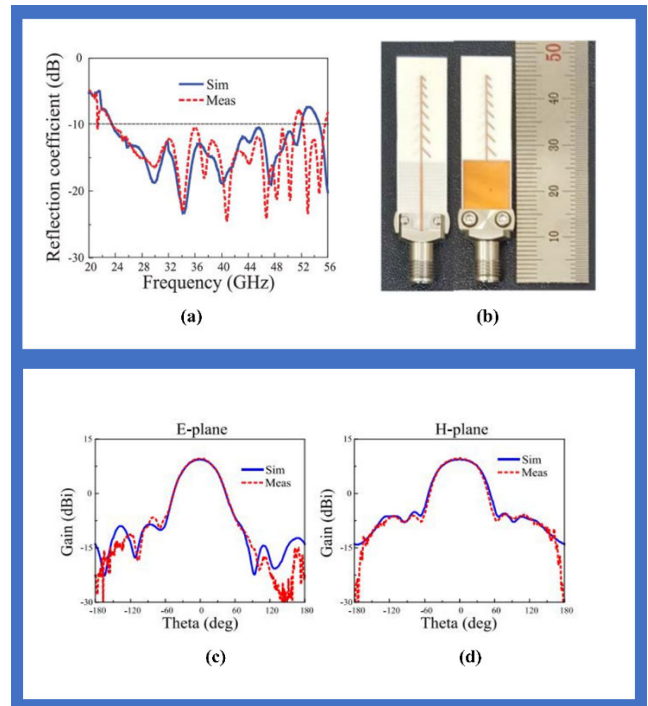 0
-10
-20
-30
Reflection coefficient (dB)
Sim
Meas
20 24 28 32 36 40 44 48 52 56
Frequency (GHz)
(a)
50
40
30
20
10
(b)
E-plane
15
0
-15
-30
Gain (dBi)
Sim
Meas
-180 -120 -60 0 60 120 180
Theta (deg)
(c)
H-plane
15
0
-15
-30
Gain (dBi)
Sim
Meas
-180 -120 -60 0 60 120 180
Theta (deg)
(d)